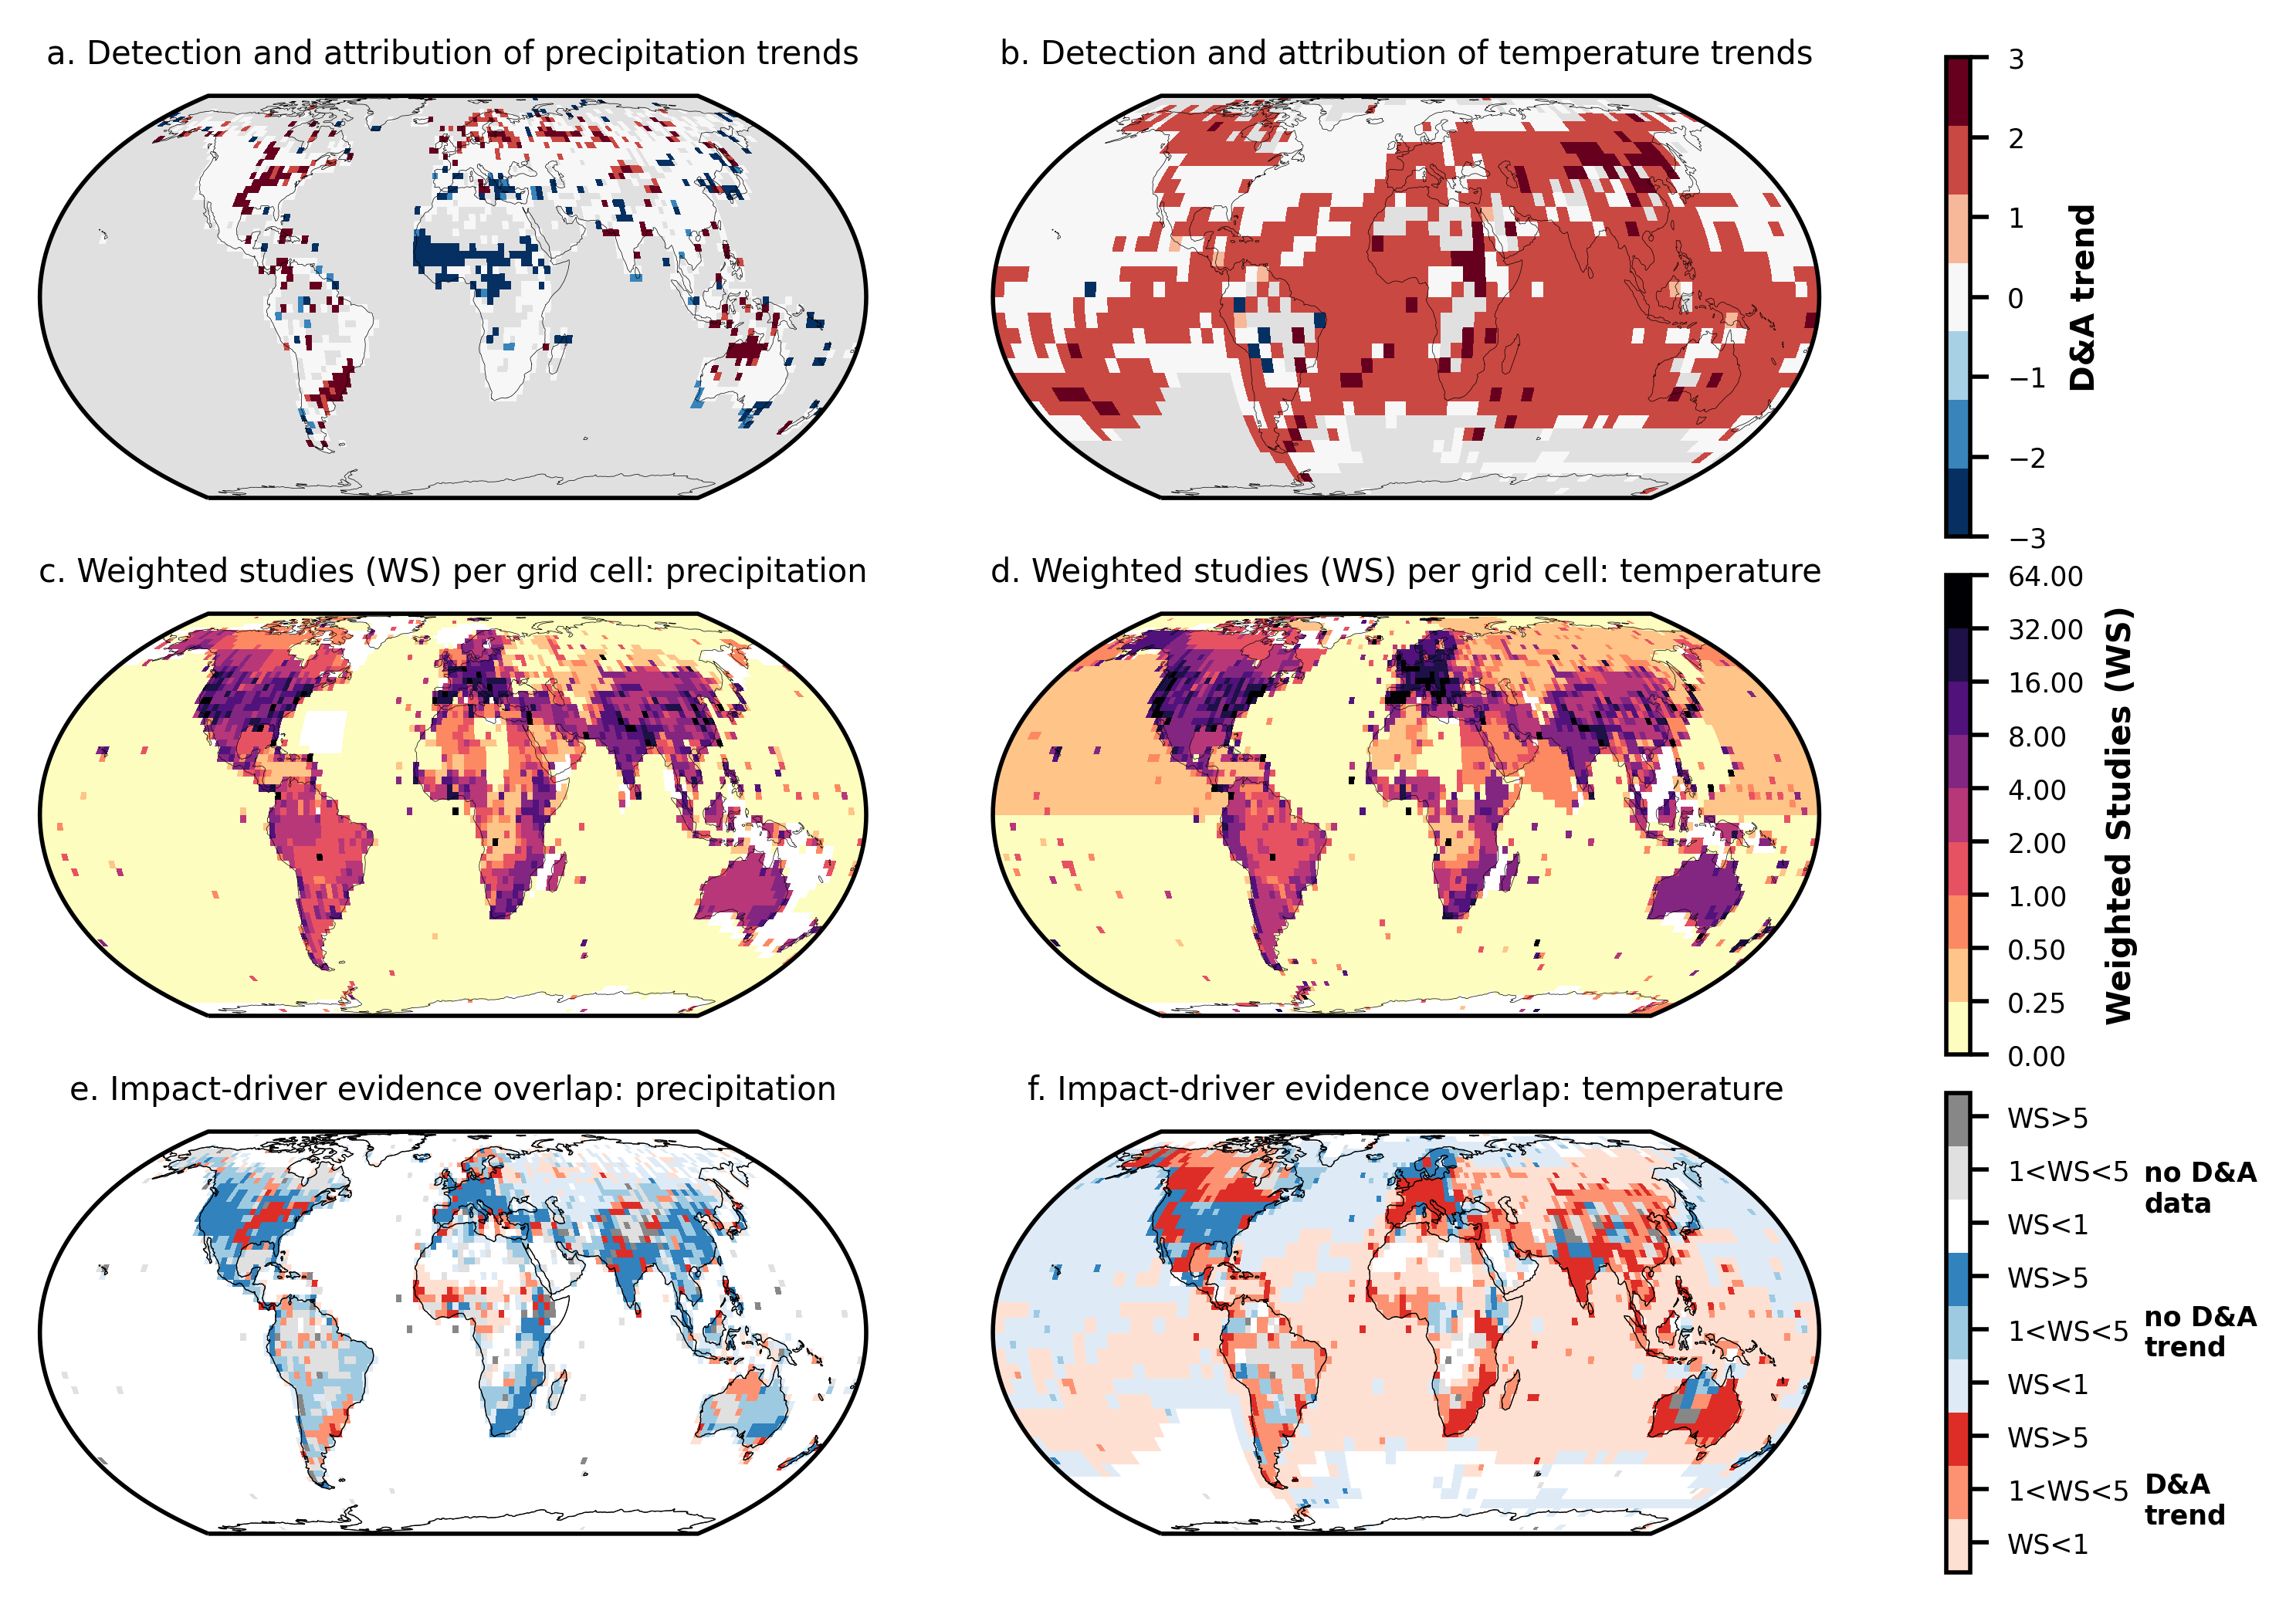 a. Detection and attribution of precipitation trends
b. Detection and attribution of temperature trends
3
2
1
0
−1
−2
−3
D&A trend
c. Weighted studies (WS) per grid cell: precipitation
d. Weighted studies (WS) per grid cell: temperature
64.00
32.00
16.00
8.00
4.00
2.00
1.00
0.50
0.25
0.00
Weighted Studies (WS)
e. Impact-driver evidence overlap: precipitation
f. Impact-driver evidence overlap: temperature
WS>5
1<WS<5
WS<1
no D&A
data
WS>5
1<WS<5
WS<1
no D&A
trend
WS>5
1<WS<5
WS<1
D&A
trend